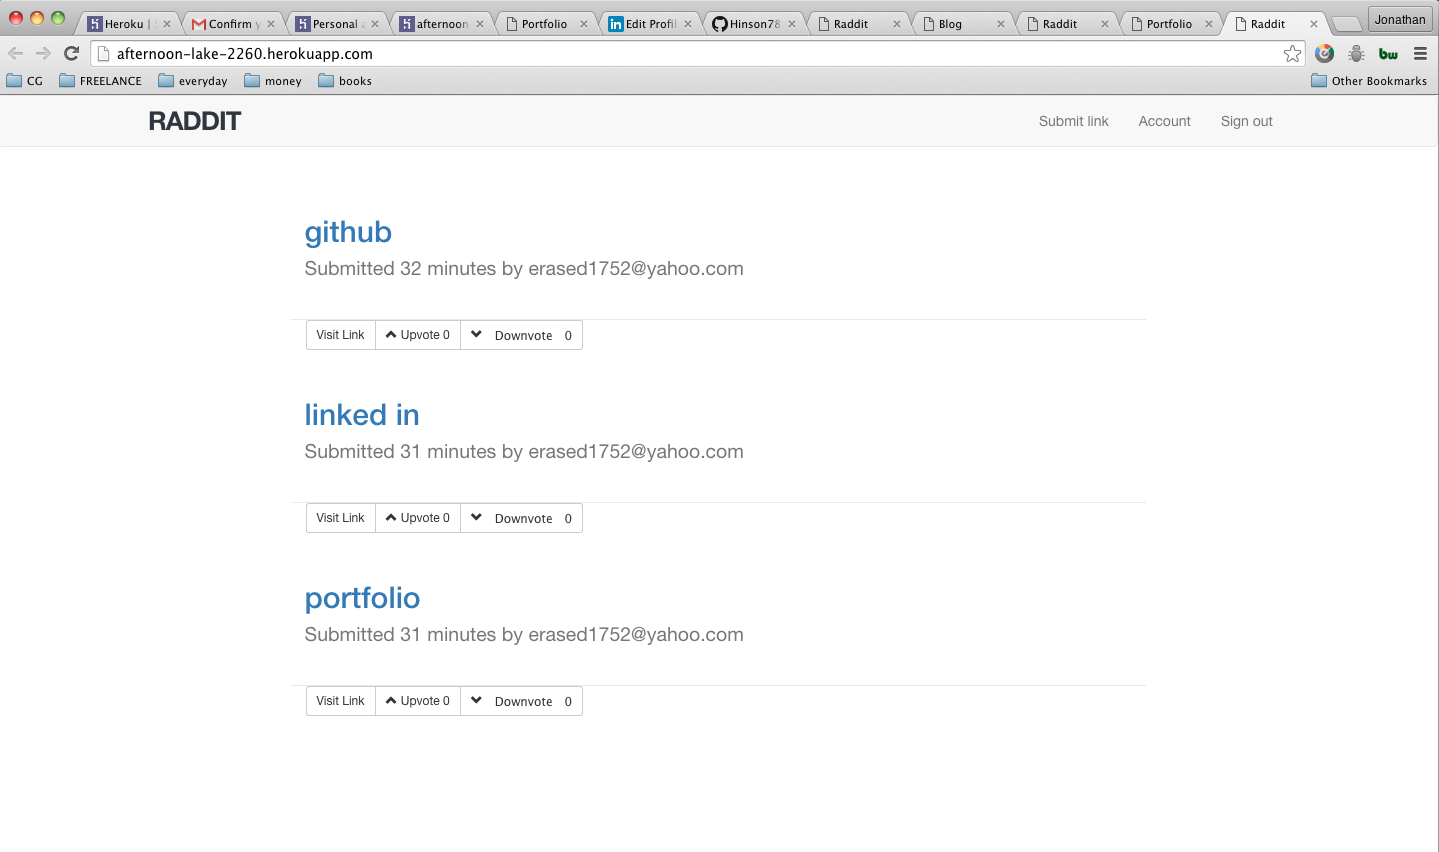 Heroku |
Confirm y
Personal a
afternoon
Portfolio
Edit Profil
Hinson78
Raddit
Blog
Raddit
Portfolio
Raddit
Jonathan
afternoon-lake-2260.herokuapp.com
bw
CG FREELANCE everyday money books Other Bookmarks
RADDIT Submit link Account Sign out
github
Submitted 32 minutes by erased1752@yahoo.com
Visit Link Upvote 0 Downvote 0
linked in
Submitted 31 minutes by erased1752@yahoo.com
Visit Link Upvote 0 Downvote 0
portfolio
Submitted 31 minutes by erased1752@yahoo.com
Visit Link Upvote 0 Downvote 0